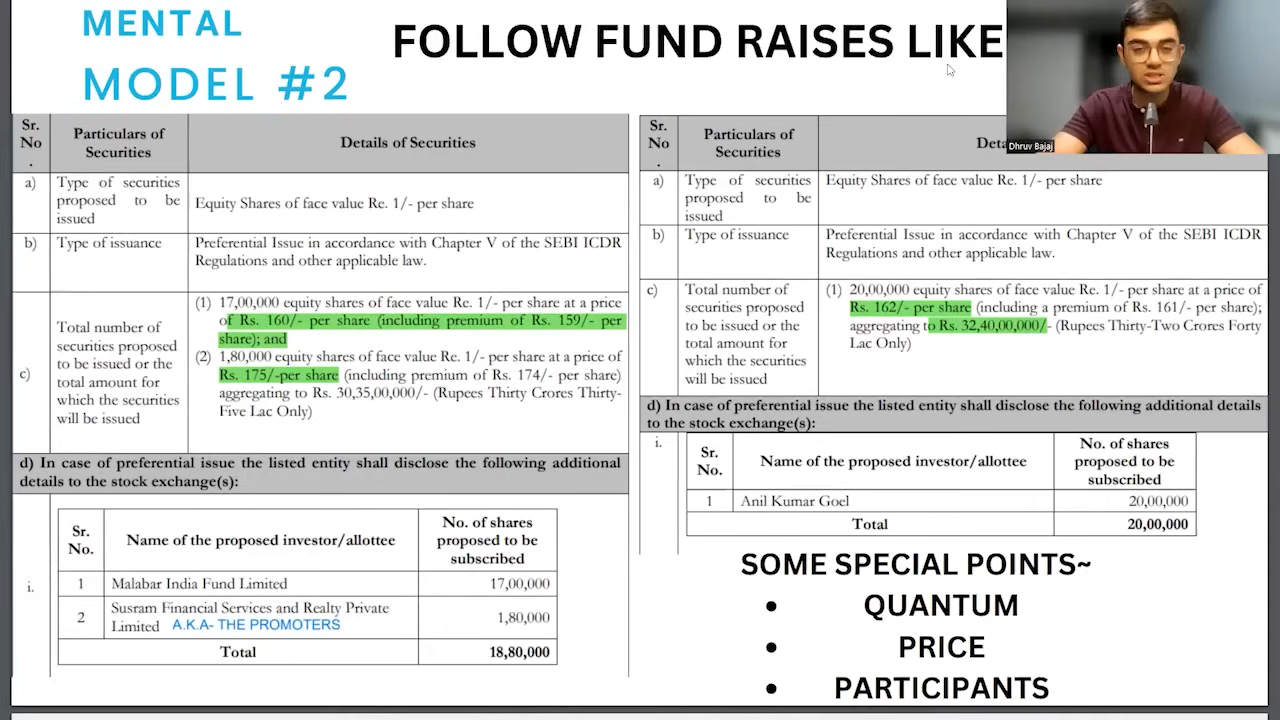 MENTAL
MODEL #2
FOLLOW FUND RAISES LIKE
Dhruv Bajaj
Sr.
No
.
Particulars of
Securities
Details of Securities
a)
Type of securities
proposed to be
issued
Equity Shares of face value Re. 1/- per share
b)
Type of issuance
Preferential Issue in accordance with Chapter V of the SEBI ICDR
Regulations and other applicable law.
c)
Total number of
securities proposed
to be issued or the
total amount for
which the securities
will be issued
(1) 17,00,000 equity shares of face value Re. 1/- per share at a price
of Rs. 160/- per share (including premium of Rs. 159/- per
share); and
(2) 1,80,000 equity shares of face value Re. 1/- per share at a price of
Rs. 175/-per share (including premium of Rs. 174/- per share)
aggregating to Rs. 30,35,00,000/- (Rupees Thirty Crores Thirty-
Five Lac Only)
d) In case of preferential issue the listed entity shall disclose the following additional
details to the stock exchange(s):
i.
Sr.
No.
Name of the proposed investor/allottee
No. of shares
proposed to be
subscribed
1 Malabar India Fund Limited 17,00,000
2 Susram Financial Services and Realty Private
Limited A.K.A- THE PROMOTERS 1,80,000
Total 18,80,000
Sr.
No
.
Particulars of
Securities
Deta
a)
Type of securities
proposed to be
issued
Equity Shares of face value Re. 1/- per share
b)
Type of issuance
Preferential Issue in accordance with Chapter V of the SEBI ICDR
Regulations and other applicable law.
c)
Total number of
securities proposed
to be issued or the
total amount for
which the securities
will be issued
(1) 20,00,000 equity shares of face value Re. 1/- per share at a price of
Rs. 162/- per share (including a premium of Rs. 161/- per share);
aggregating to Rs. 32,40,00,000/- (Rupees Thirty-Two Crores Forty
Lac Only)
d) In case of preferential issue the listed entity shall disclose the following additional details
to the stock exchange(s):
i.
Sr.
No.
Name of the proposed investor/allottee
No. of shares
proposed to be
subscribed
1 Anil Kumar Goel 20,00,000
Total 20,00,000
SOME SPECIAL POINTS~
• QUANTUM
• PRICE
• PARTICIPANTS